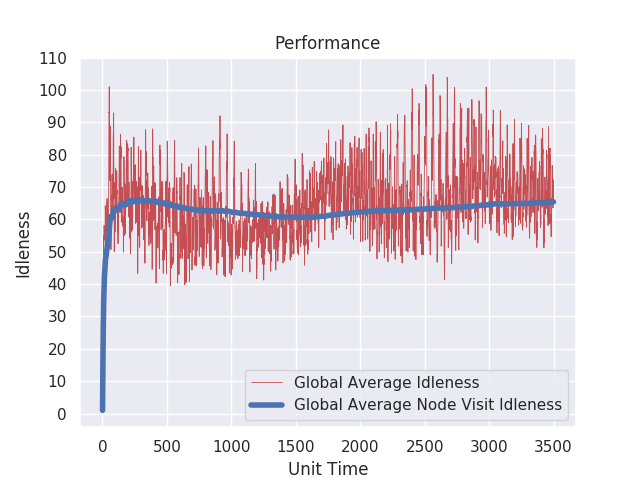 Performance
110
100
90
80
70
60
50
40
30
20
10
0
Idleness
Global Average Idleness
Global Average Node Visit Idleness
0 500 1000 1500 2000 2500 3000 3500
Unit Time